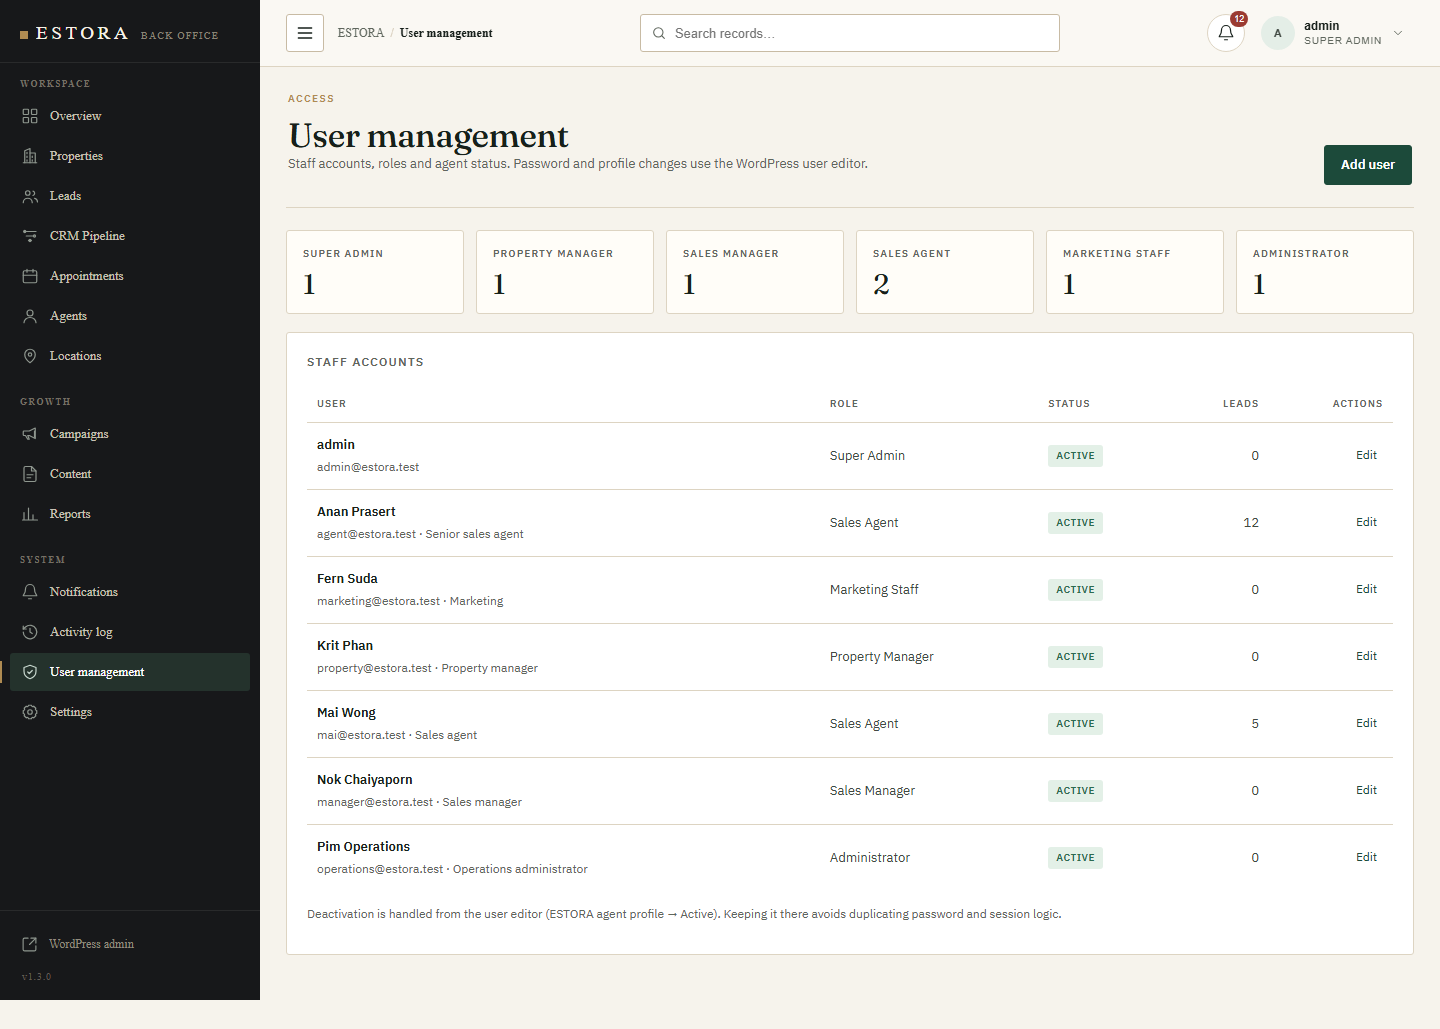 ESTORA BACK OFFICE
WORKSPACE
Overview
Properties
Leads
CRM Pipeline
Appointments
Agents
Locations
GROWTH
Campaigns
Content
Reports
SYSTEM
Notifications
Activity log
User management
Settings
WordPress admin
v1.3.0
ESTORA / User management
Search records...
12
A
admin
SUPER ADMIN
ACCESS
User management
Staff accounts, roles and agent status. Password and profile changes use the WordPress user editor.
Add user
SUPER ADMIN
1
PROPERTY MANAGER
1
SALES MANAGER
1
SALES AGENT
2
MARKETING STAFF
1
ADMINISTRATOR
1
STAFF ACCOUNTS
USER ROLE STATUS LEADS ACTIONS
admin
admin@estora.test
Super Admin ACTIVE 0 Edit
Anan Prasert
agent@estora.test · Senior sales agent
Sales Agent ACTIVE 12 Edit
Fern Suda
marketing@estora.test · Marketing
Marketing Staff ACTIVE 0 Edit
Krit Phan
property@estora.test · Property manager
Property Manager ACTIVE 0 Edit
Mai Wong
mai@estora.test · Sales agent
Sales Agent ACTIVE 5 Edit
Nok Chaiyaporn
manager@estora.test · Sales manager
Sales Manager ACTIVE 0 Edit
Pim Operations
operations@estora.test · Operations administrator
Administrator ACTIVE 0 Edit
Deactivation is handled from the user editor (ESTORA agent profile → Active). Keeping it there avoids duplicating password and session logic.